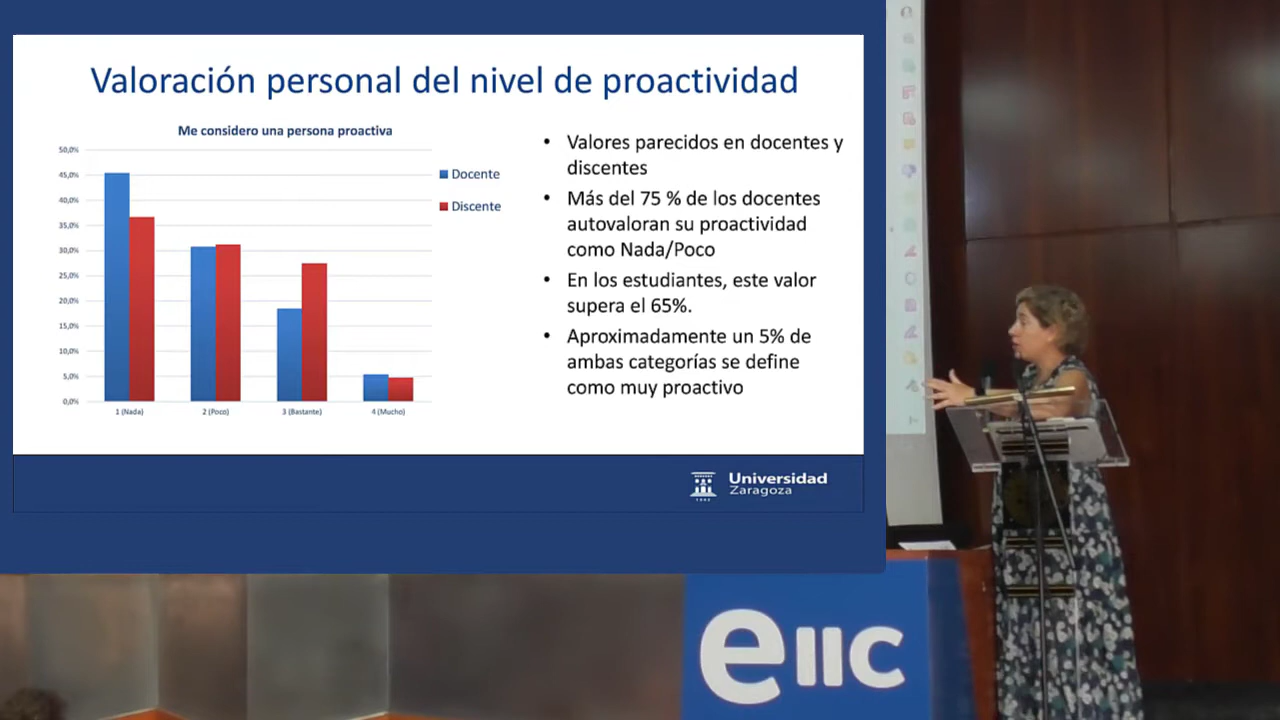 Valoración personal del nivel de proactividad
Me considero una persona proactiva
50,0%
45,0%
40,0%
35,0%
30,0%
25,0%
20,0%
15,0%
10,0%
5,0%
0,0%
1 (Nada)
2 (Poco)
3 (Bastante)
4 (Mucho)
Docente
Discente
• Valores parecidos en docentes y
discentes
• Más del 75 % de los docentes
autovaloran su proactividad
como Nada/Poco
• En los estudiantes, este valor
supera el 65%.
• Aproximadamente un 5% de
ambas categorías se define
como muy proactivo
Universidad
Zaragoza
1542
eiic